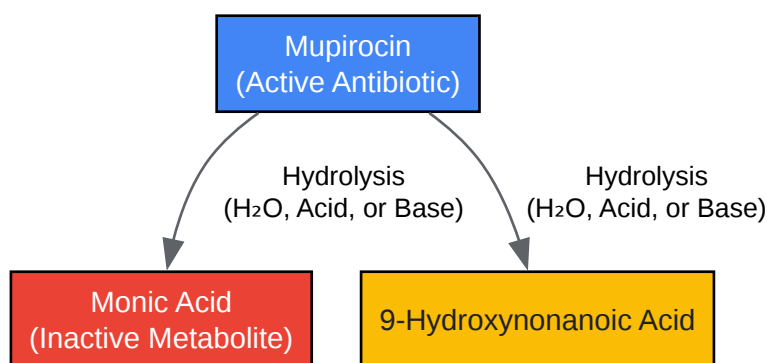 Mupirocin
(Active Antibiotic)
Hydrolysis
(H₂O, Acid, or Base)
Hydrolysis
(H₂O, Acid, or Base)
Monic Acid
(Inactive Metabolite)
9-Hydroxynonanoic Acid